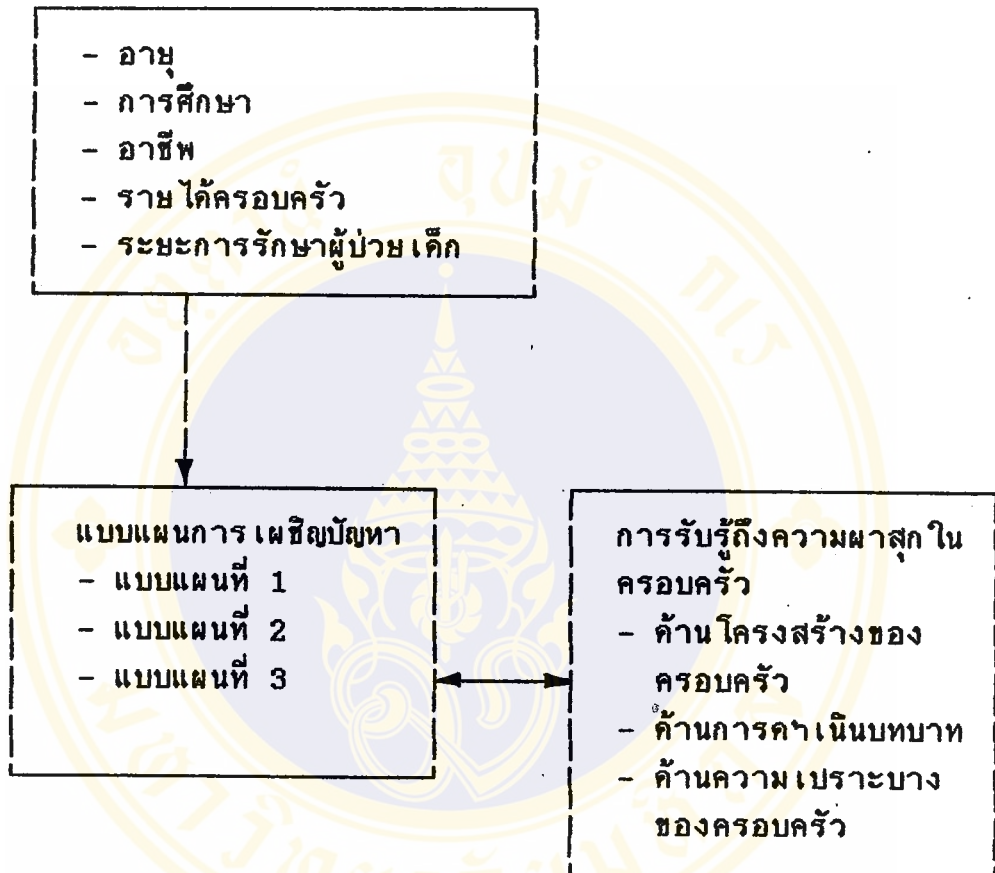 - อายุ
- การศึกษา
- อาชีพ
- รายได้ครอบครัว
- ระยะการรักษาผู้ป่วยเด็ก
แบบแผนการเผชิญปัญหา
- แบบแผนที่ 1
- แบบแผนที่ 2
- แบบแผนที่ 3
การรับรู้ถึงความผาสุกใน
ครอบครัว
- ด้านโครงสร้างของ
ครอบครัว
- ด้านการดำเนินบทบาท
- ด้านความเปราะบาง
ของครอบครัว